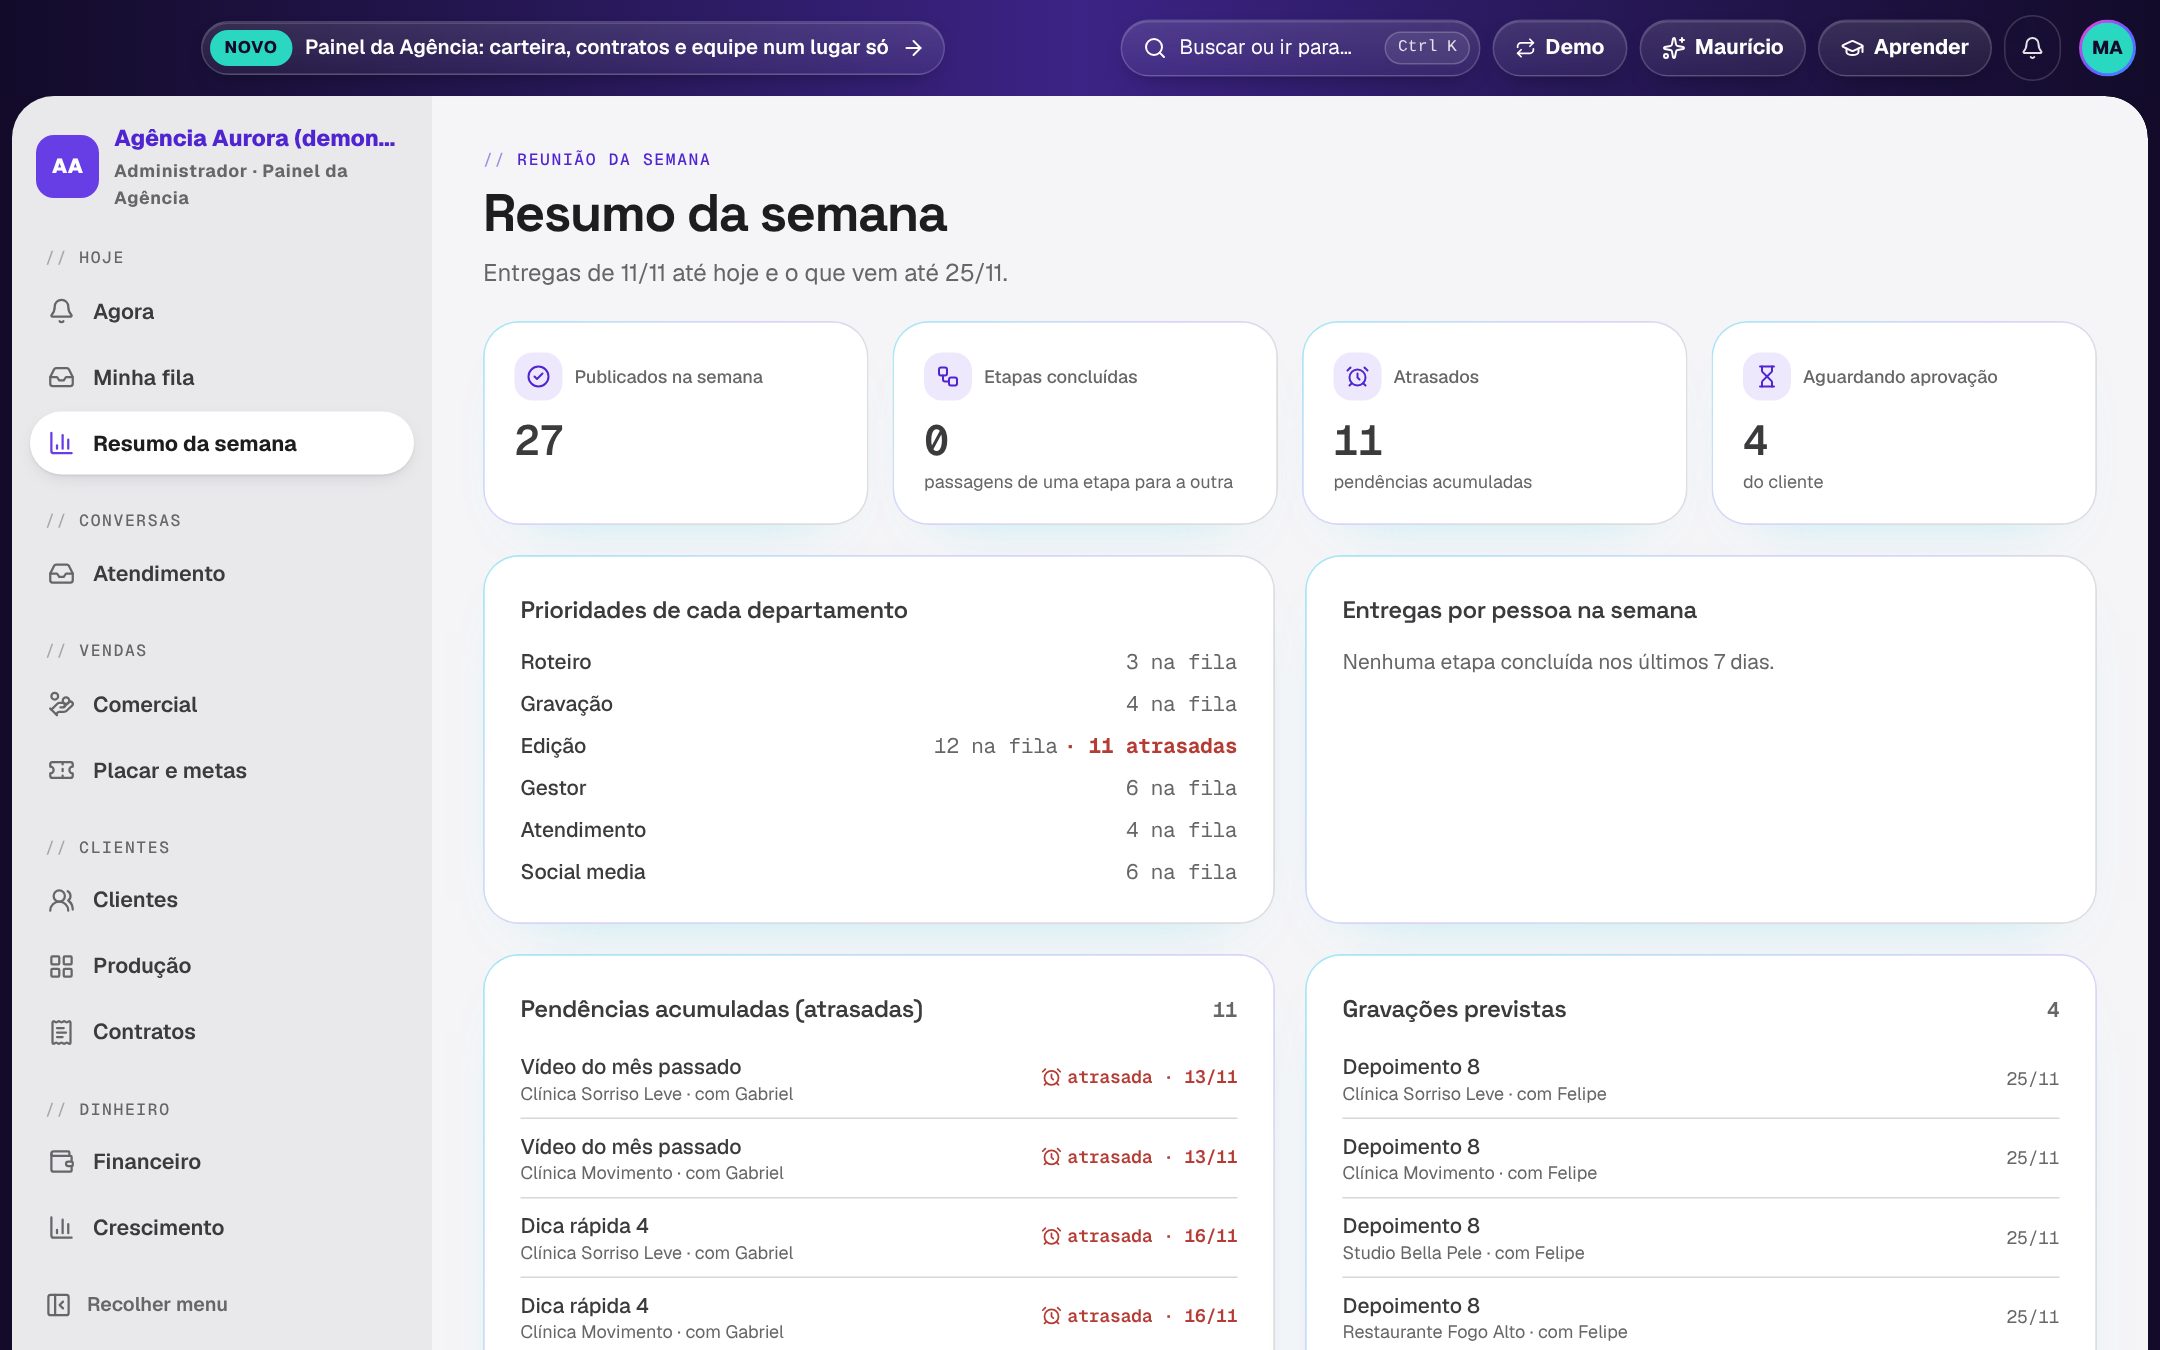 NOVO Painel da Agência: carteira, contratos e equipe num lugar só
Buscar ou ir para... Ctrl K
Demo
Maurício
Aprender
MA
AA
Agência Aurora (demon...
Administrador · Painel da
Agência
// HOJE
Agora
Minha fila
Resumo da semana
// CONVERSAS
Atendimento
// VENDAS
Comercial
Placar e metas
// CLIENTES
Clientes
Produção
Contratos
// DINHEIRO
Financeiro
Crescimento
Recolher menu
// REUNIÃO DA SEMANA
Resumo da semana
Entregas de 11/11 até hoje e o que vem até 25/11.
Publicados na semana
27
Etapas concluídas
0
passagens de uma etapa para a outra
Atrasados
11
pendências acumuladas
Aguardando aprovação
4
do cliente
Prioridades de cada departamento
Roteiro 3 na fila
Gravação 4 na fila
Edição 12 na fila · 11 atrasadas
Gestor 6 na fila
Atendimento 4 na fila
Social media 6 na fila
Entregas por pessoa na semana
Nenhuma etapa concluída nos últimos 7 dias.
Pendências acumuladas (atrasadas) 11
Vídeo do mês passado
Clínica Sorriso Leve · com Gabriel
atrasada · 13/11
Vídeo do mês passado
Clínica Movimento · com Gabriel
atrasada · 13/11
Dica rápida 4
Clínica Sorriso Leve · com Gabriel
atrasada · 16/11
Dica rápida 4
Clínica Movimento · com Gabriel
atrasada · 16/11
Gravações previstas 4
Depoimento 8
Clínica Sorriso Leve · com Felipe
25/11
Depoimento 8
Clínica Movimento · com Felipe
25/11
Depoimento 8
Studio Bella Pele · com Felipe
25/11
Depoimento 8
Restaurante Fogo Alto · com Felipe
25/11